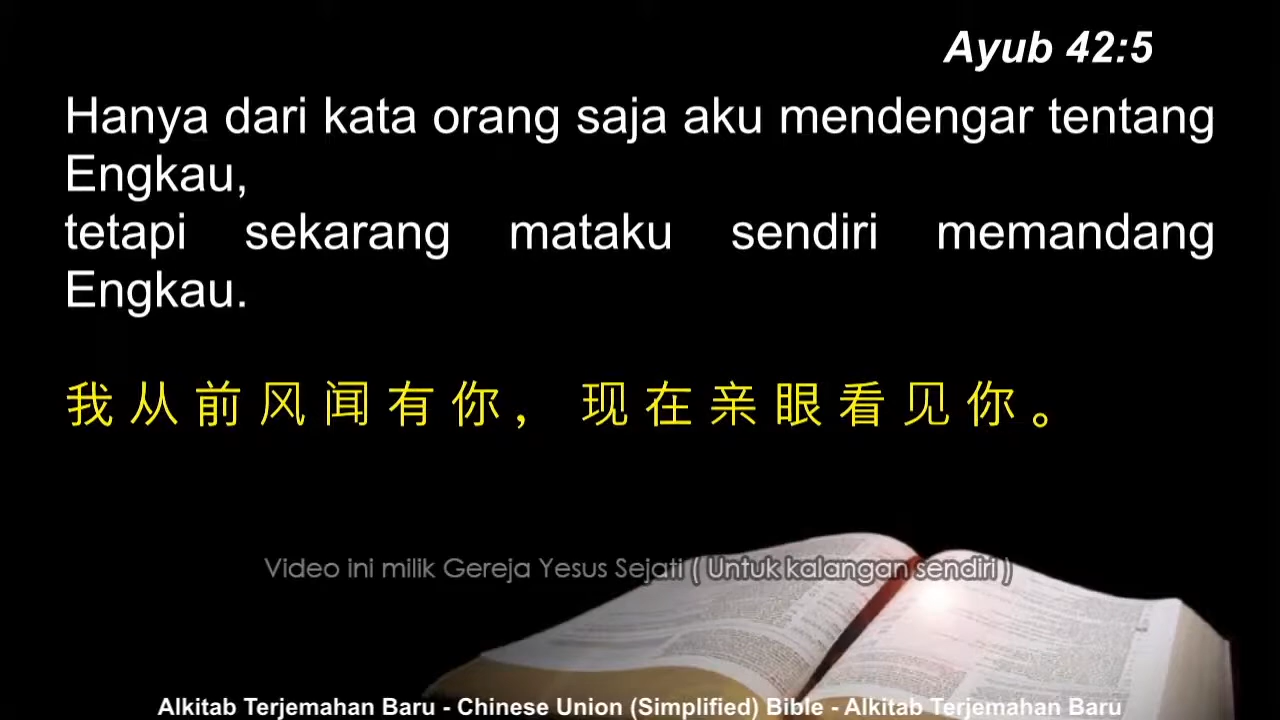 Ayub 42:5
Hanya dari kata orang saja aku mendengar tentang
Engkau,
tetapi sekarang mataku sendiri memandang
Engkau.
我从前风闻有你，现在亲眼看见你。
Video ini milik Gereja Yesus Sejati ( Untuk kalangan sendiri )
Alkitab Terjemahan Baru - Chinese Union (Simplified) Bible - Alkitab Terjemahan Baru